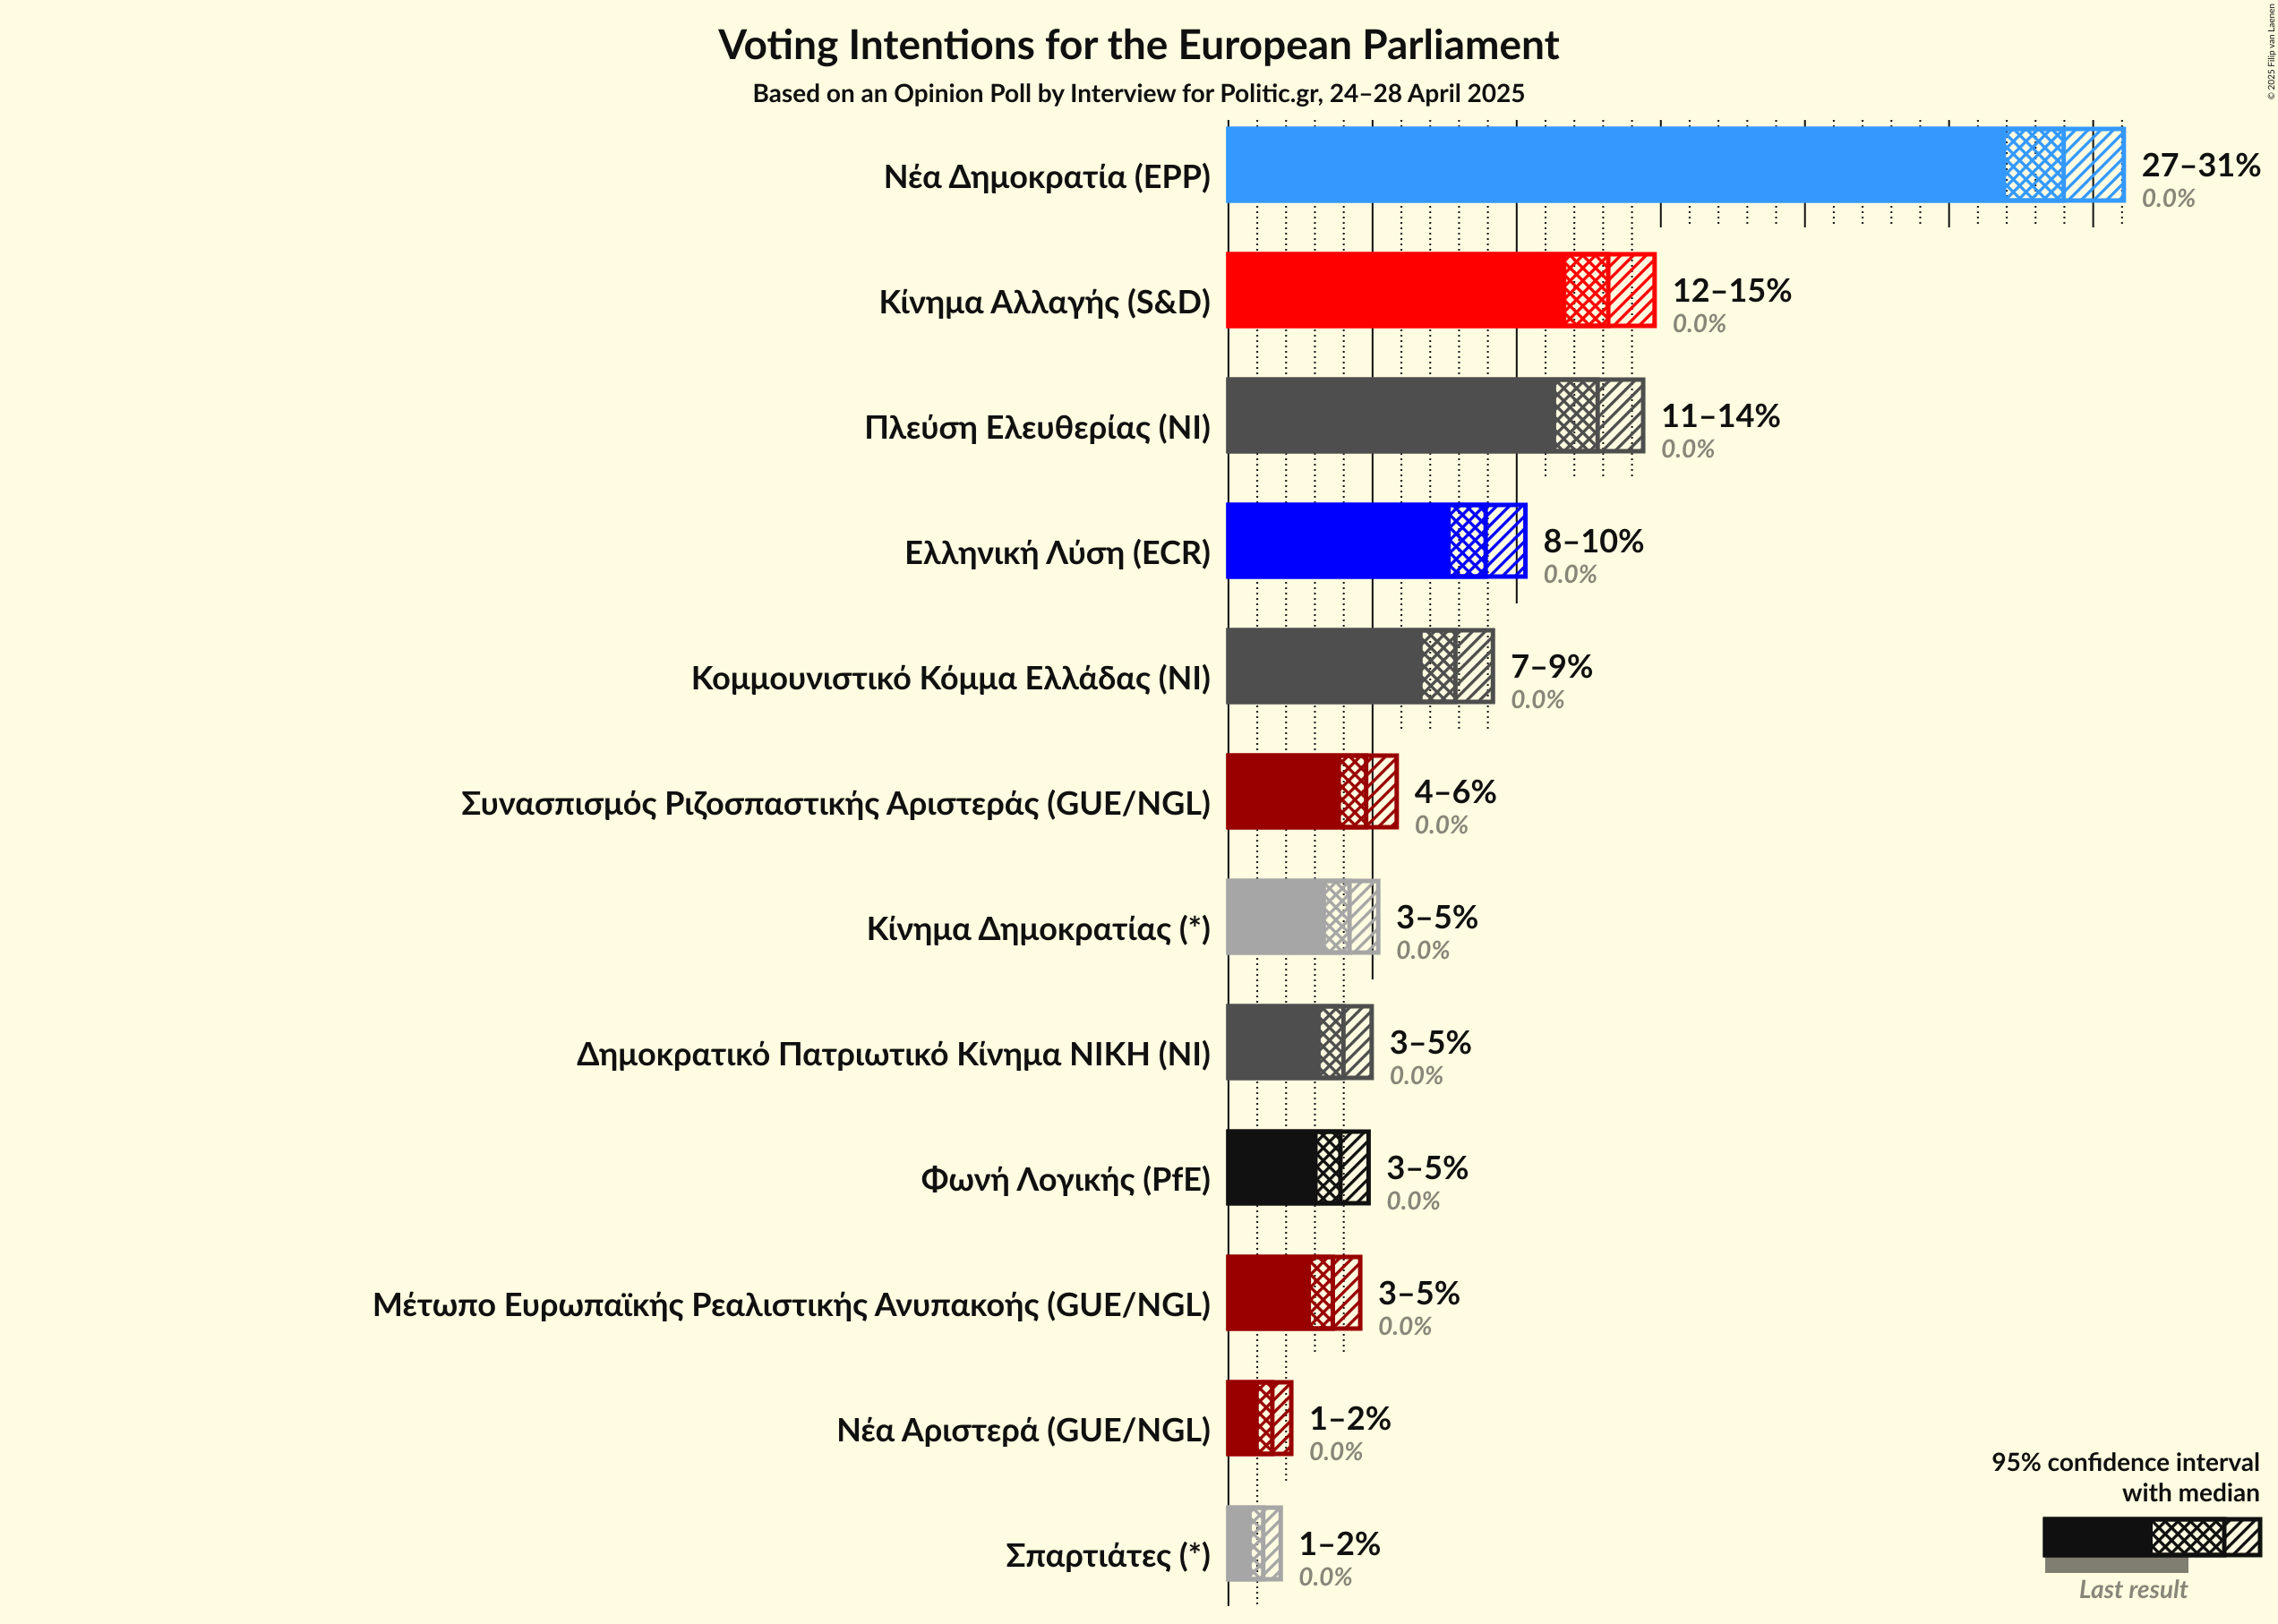 Voting Intentions for the European Parliament
Based on an Opinion Poll by Interview for Politic.gr, 24–28 April 2025
© 2025 Filip van Laenen
Νέα Δημοκρατία (EPP)
27–31%
0.0%
Κίνημα Αλλαγής (S&D)
12–15%
0.0%
Πλεύση Ελευθερίας (NI)
11–14%
0.0%
Ελληνική Λύση (ECR)
8–10%
0.0%
Κομμουνιστικό Κόμμα Ελλάδας (NI)
7–9%
0.0%
Συνασπισμός Ριζοσπαστικής Αριστεράς (GUE/NGL)
4–6%
0.0%
Κίνημα Δημοκρατίας (*)
3–5%
0.0%
Δημοκρατικό Πατριωτικό Κίνημα ΝΙΚΗ (NI)
3–5%
0.0%
Φωνή Λογικής (PfE)
3–5%
0.0%
Μέτωπο Ευρωπαϊκής Ρεαλιστικής Ανυπακοής (GUE/NGL)
3–5%
0.0%
Νέα Αριστερά (GUE/NGL)
1–2%
0.0%
Σπαρτιάτες (*)
1–2%
0.0%
95% confidence interval
with median
Last result